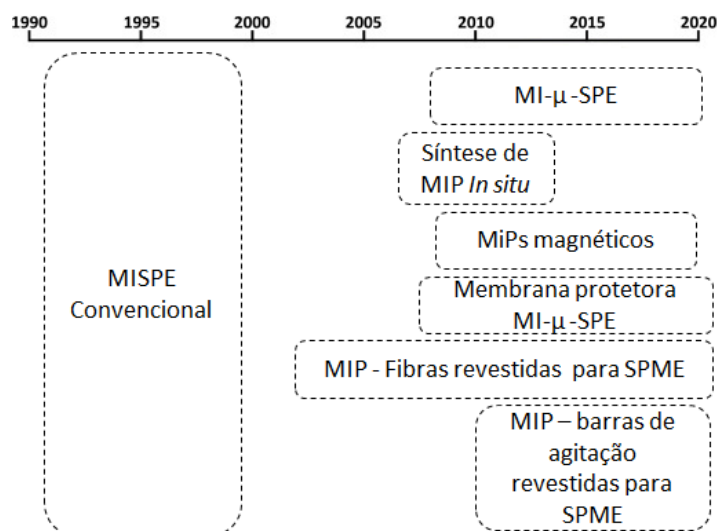 1990 1995 2000 2005 2010 2015 2020
MI-μ-SPE
Síntese de
MIP In situ
MiPs magnéticos
MISPE
Convencional
Membrana protetora
MI-μ-SPE
MIP - Fibras revestidas para SPME
MIP – barras de
agitação
revestidas para
SPME